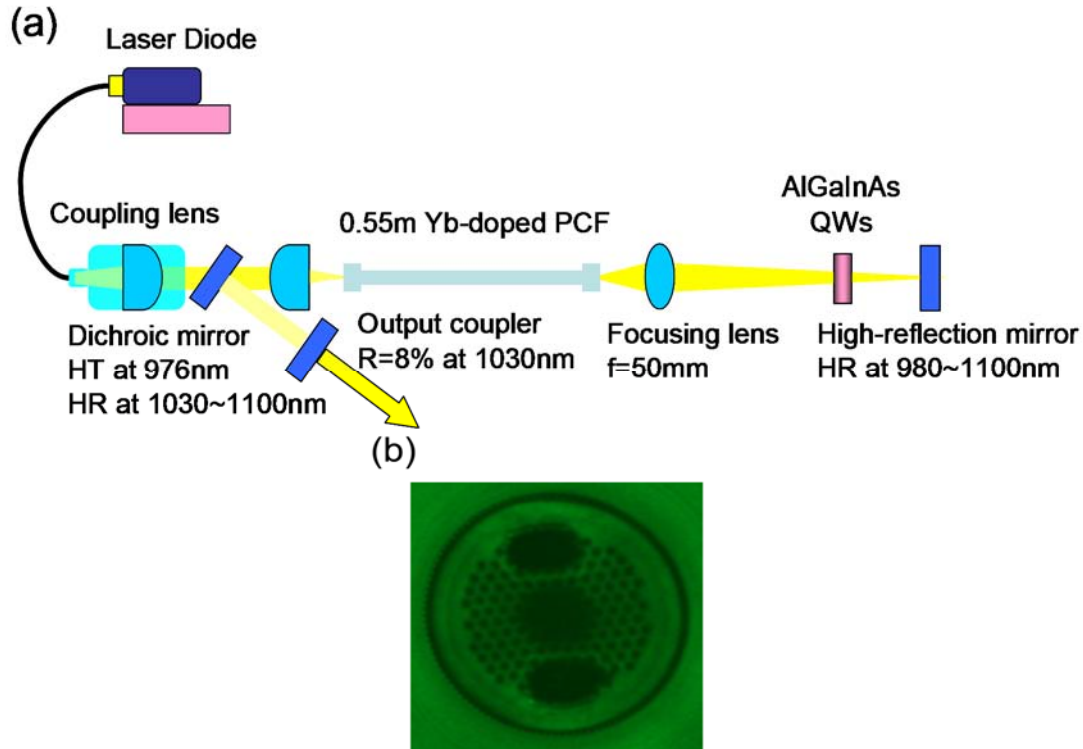 (a)
Laser Diode
Coupling lens
0.55m Yb-doped PCF
AlGaInAs
QWs
Dichroic mirror
HT at 976nm
HR at 1030~1100nm
Output coupler
R=8% at 1030nm
Focusing lens
f=50mm
High-reflection mirror
HR at 980~1100nm
(b)